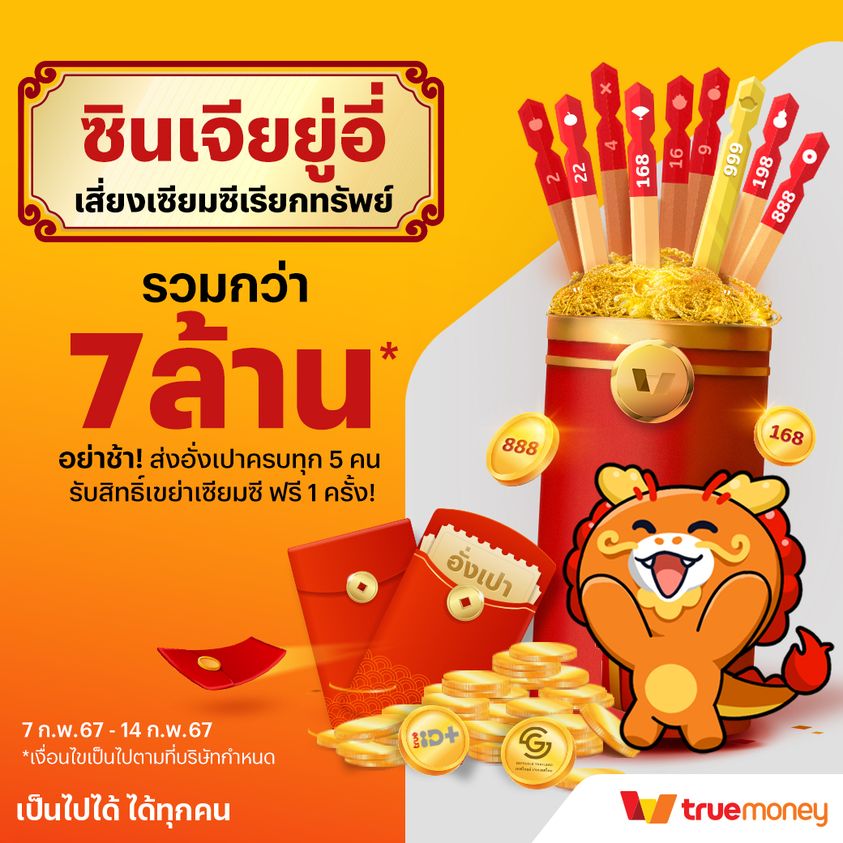 ซินเจียยู่อี่
เสี่ยงเซียมซีเรียกทรัพย์
รวมกว่า
7ล้าน*
อย่าช้า! ส่งอั่งเปาครบทุก 5 คน
รับสิทธิ์เขย่าเซียมซี ฟรี 1 ครั้ง!
2
22
4
168
16
9
999
198
888
888
168
อั่งเปา
true iD+
7 ก.พ.67 - 14 ก.พ.67
*เงื่อนไขเป็นไปตามที่บริษัทกำหนด
เป็นไปได้ ได้ทุกคน
truemoney